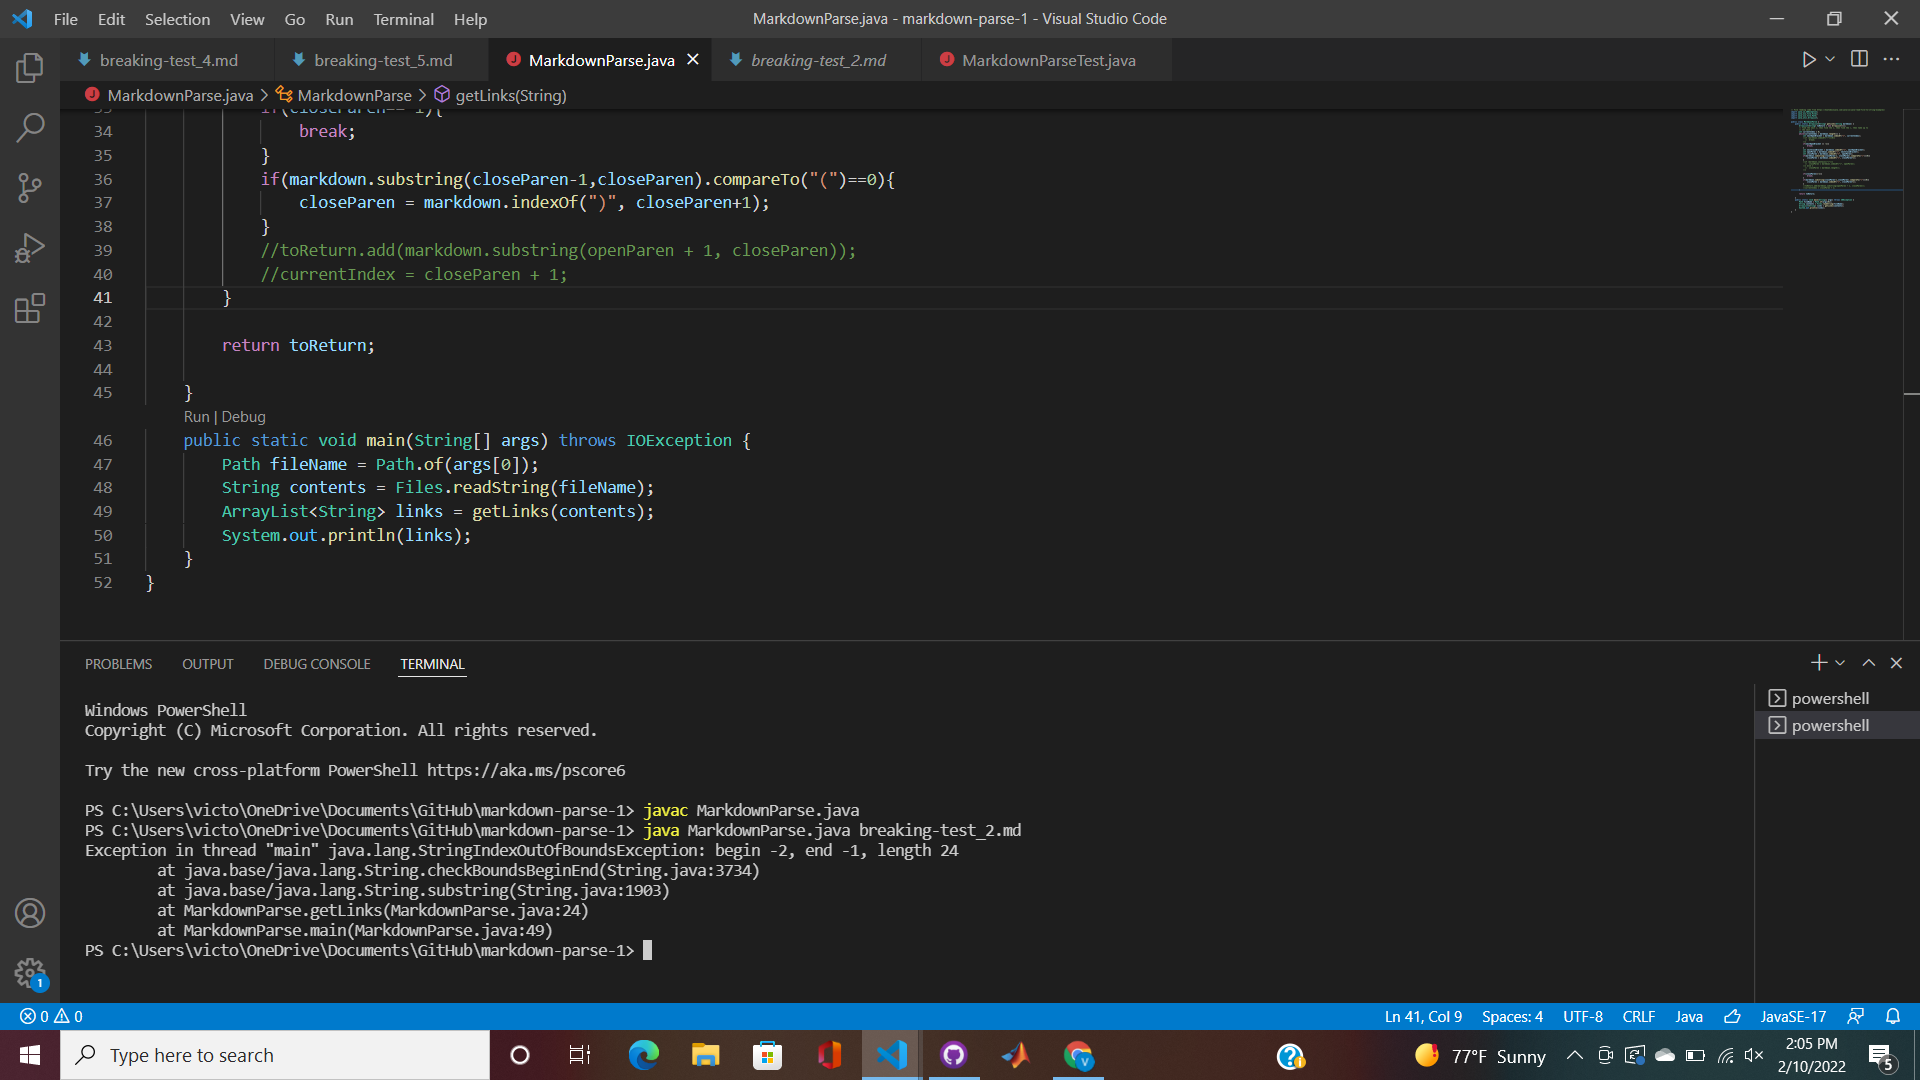 File Edit Selection View Go Run Terminal Help
MarkdownParse.java - markdown-parse-1 - Visual Studio Code
breaking-test_4.md
breaking-test_5.md
MarkdownParse.java
breaking-test_2.md
MarkdownParseTest.java
MarkdownParse.java > MarkdownParse > getLinks(String)
34 break;
35 }
36 if(markdown.substring(closeParen-1,closeParen).compareTo("(")==0){
37 closeParen = markdown.indexOf(")", closeParen+1);
38 }
39 //toReturn.add(markdown.substring(openParen + 1, closeParen));
40 //currentIndex = closeParen + 1;
41 }
42
43 return toReturn;
44
45 }
Run | Debug
46 public static void main(String[] args) throws IOException {
47 Path fileName = Path.of(args[0]);
48 String contents = Files.readString(fileName);
49 ArrayList<String> links = getLinks(contents);
50 System.out.println(links);
51 }
52 }
PROBLEMS OUTPUT DEBUG CONSOLE TERMINAL
powershell
powershell
Windows PowerShell
Copyright (C) Microsoft Corporation. All rights reserved.
Try the new cross-platform PowerShell https://aka.ms/pscore6
PS C:\Users\victo\OneDrive\Documents\GitHub\markdown-parse-1> javac MarkdownParse.java
PS C:\Users\victo\OneDrive\Documents\GitHub\markdown-parse-1> java MarkdownParse.java breaking-test_2.md
Exception in thread "main" java.lang.StringIndexOutOfBoundsException: begin -2, end -1, length 24
at java.base/java.lang.String.checkBoundsBeginEnd(String.java:3734)
at java.base/java.lang.String.substring(String.java:1903)
at MarkdownParse.getLinks(MarkdownParse.java:24)
at MarkdownParse.main(MarkdownParse.java:49)
PS C:\Users\victo\OneDrive\Documents\GitHub\markdown-parse-1>
1
0 0
Ln 41, Col 9 Spaces: 4 UTF-8 CRLF Java JavaSE-17
Type here to search
77°F Sunny
2:05 PM
2/10/2022
5